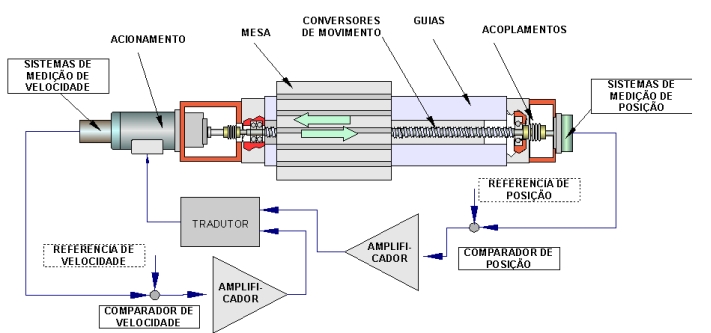 SISTEMAS DE
MEDIÇÃO DE
VELOCIDADE
ACIONAMENTO
MESA
CONVERSORES
DE MOVIMENTO
GUIAS
ACOPLAMENTOS
SISTEMAS DE
MEDIÇÃO DE
POSIÇÃO
REFERENCIA DE
POSIÇÃO
TRADUTOR
AMPLIFI-
CADOR
COMPARADOR DE
POSIÇÃO
REFERENCIA DE
VELOCIDADE
AMPLIFI-
CADOR
COMPARADOR DE
VELOCIDADE